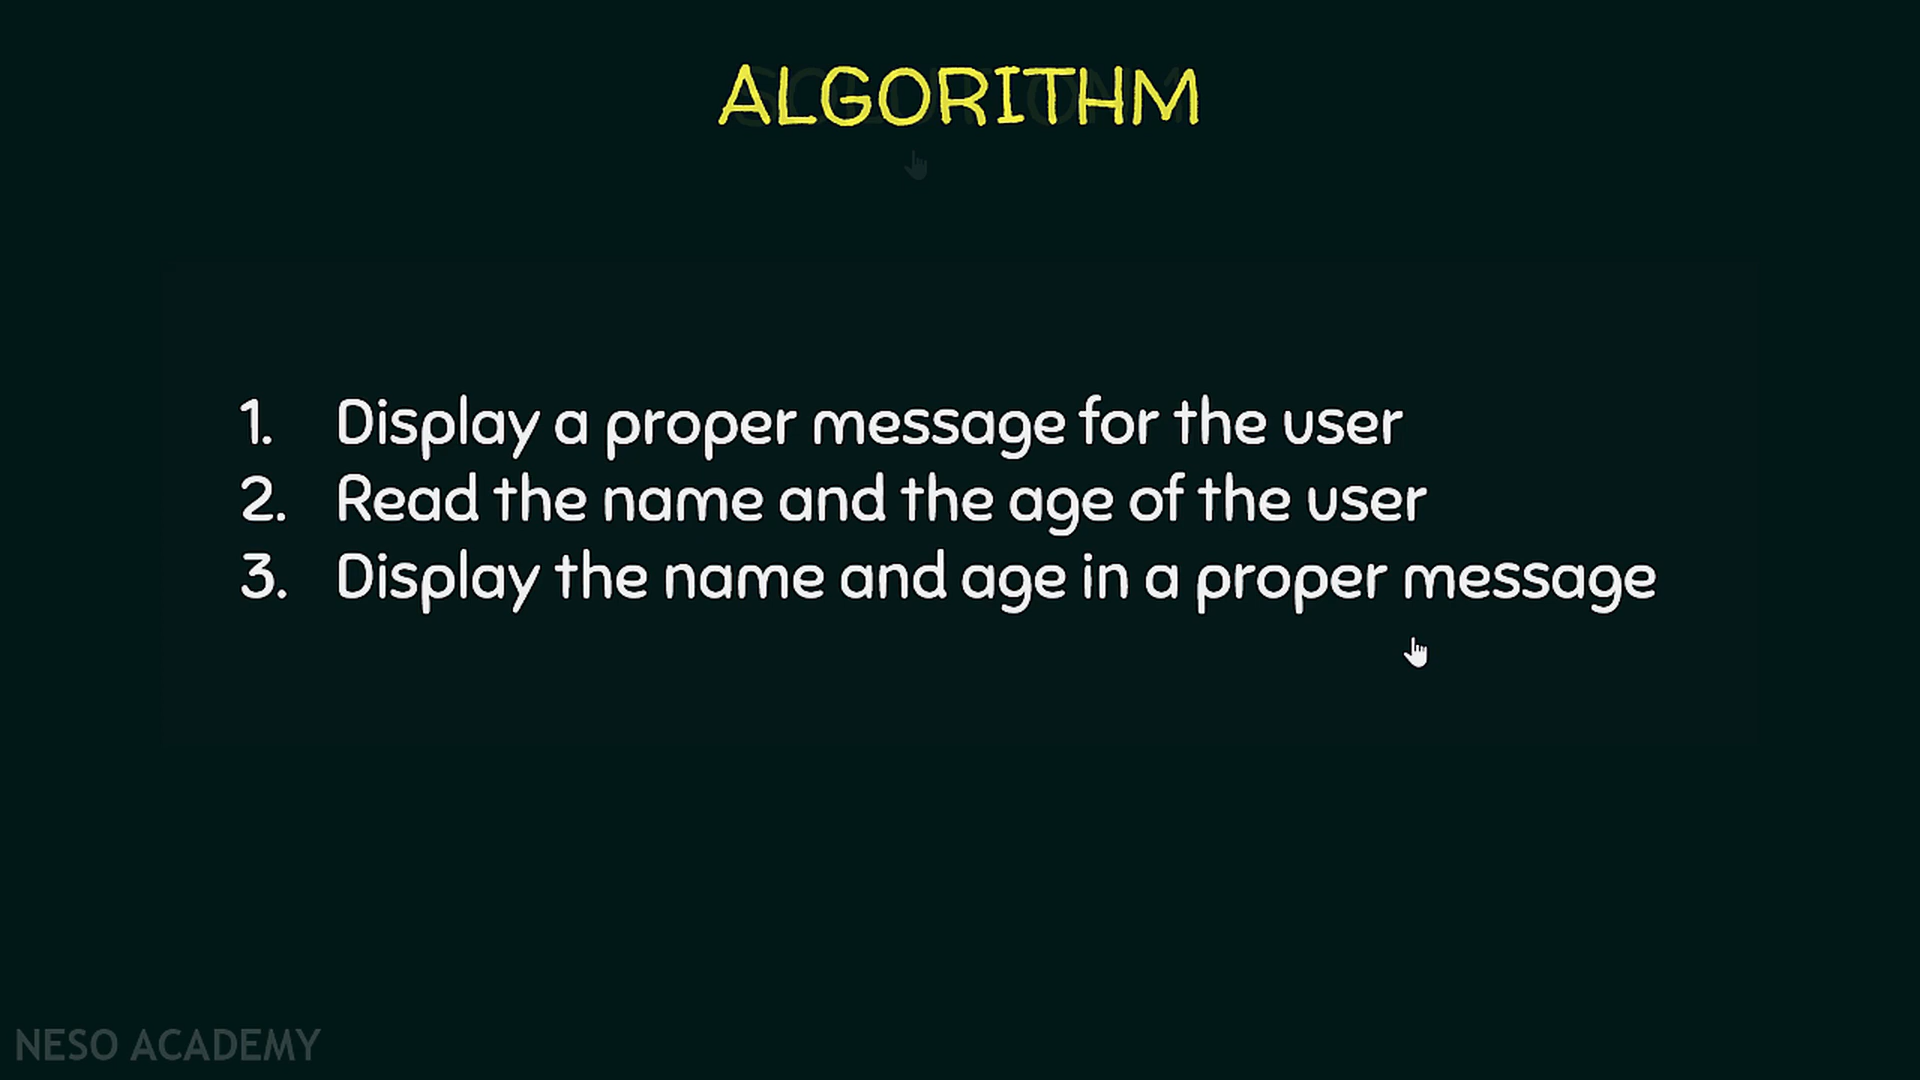 ALGORITHM
1. Display a proper message for the user
2. Read the name and the age of the user
3. Display the name and age in a proper message
NESO ACADEMY